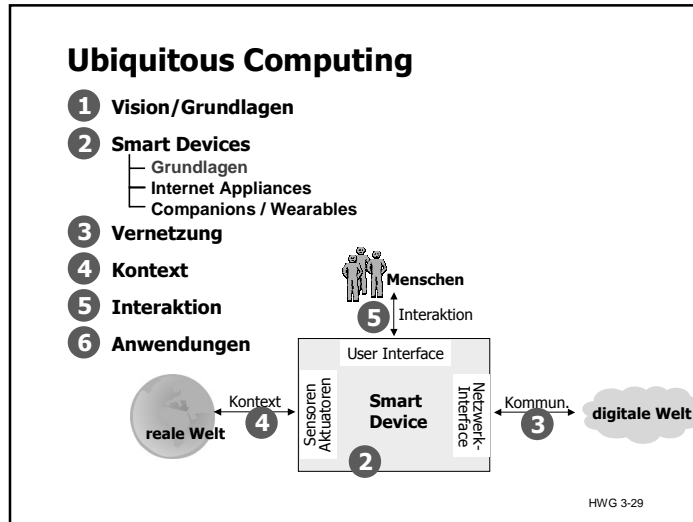 Ubiquitous Computing
1 Vision/Grundlagen
2 Smart Devices
Grundlagen
Internet Appliances
Companions / Wearables
3 Vernetzung
4 Kontext
5 Interaktion
6 Anwendungen
Menschen
5 Interaktion
User Interface
Kontext
4
reale Welt
Sensoren
Aktuatoren
Smart
Device
2
Netzwerk-
Interface
Kommun.
3
digitale Welt
HWG 3-29